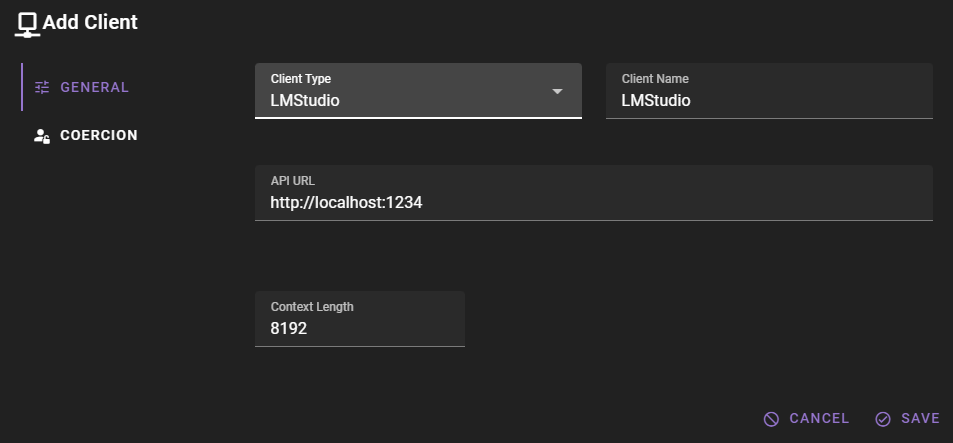 Add Client
GENERAL
COERCION
Client Type
LMStudio
Client Name
LMStudio
API URL
http://localhost:1234
Context Length
8192
CANCEL
SAVE